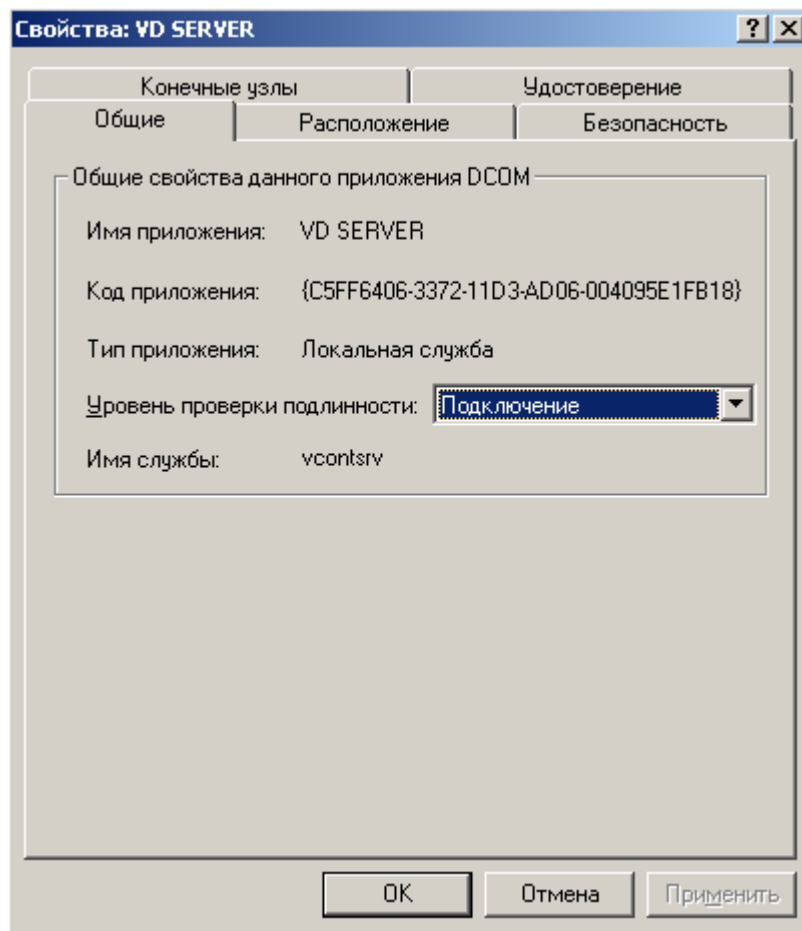 Свойства: VD SERVER
Конечные узлы
Удостоверение
Общие
Расположение
Безопасность
Общие свойства данного приложения DCOM
Имя приложения: VD SERVER
Код приложения: {C5FF6406-3372-11D3-AD06-004095E1FB18}
Тип приложения: Локальная служба
Уровень проверки подлинности: Подключение
Имя службы: vcontsrv
ОК
Отмена
Применить